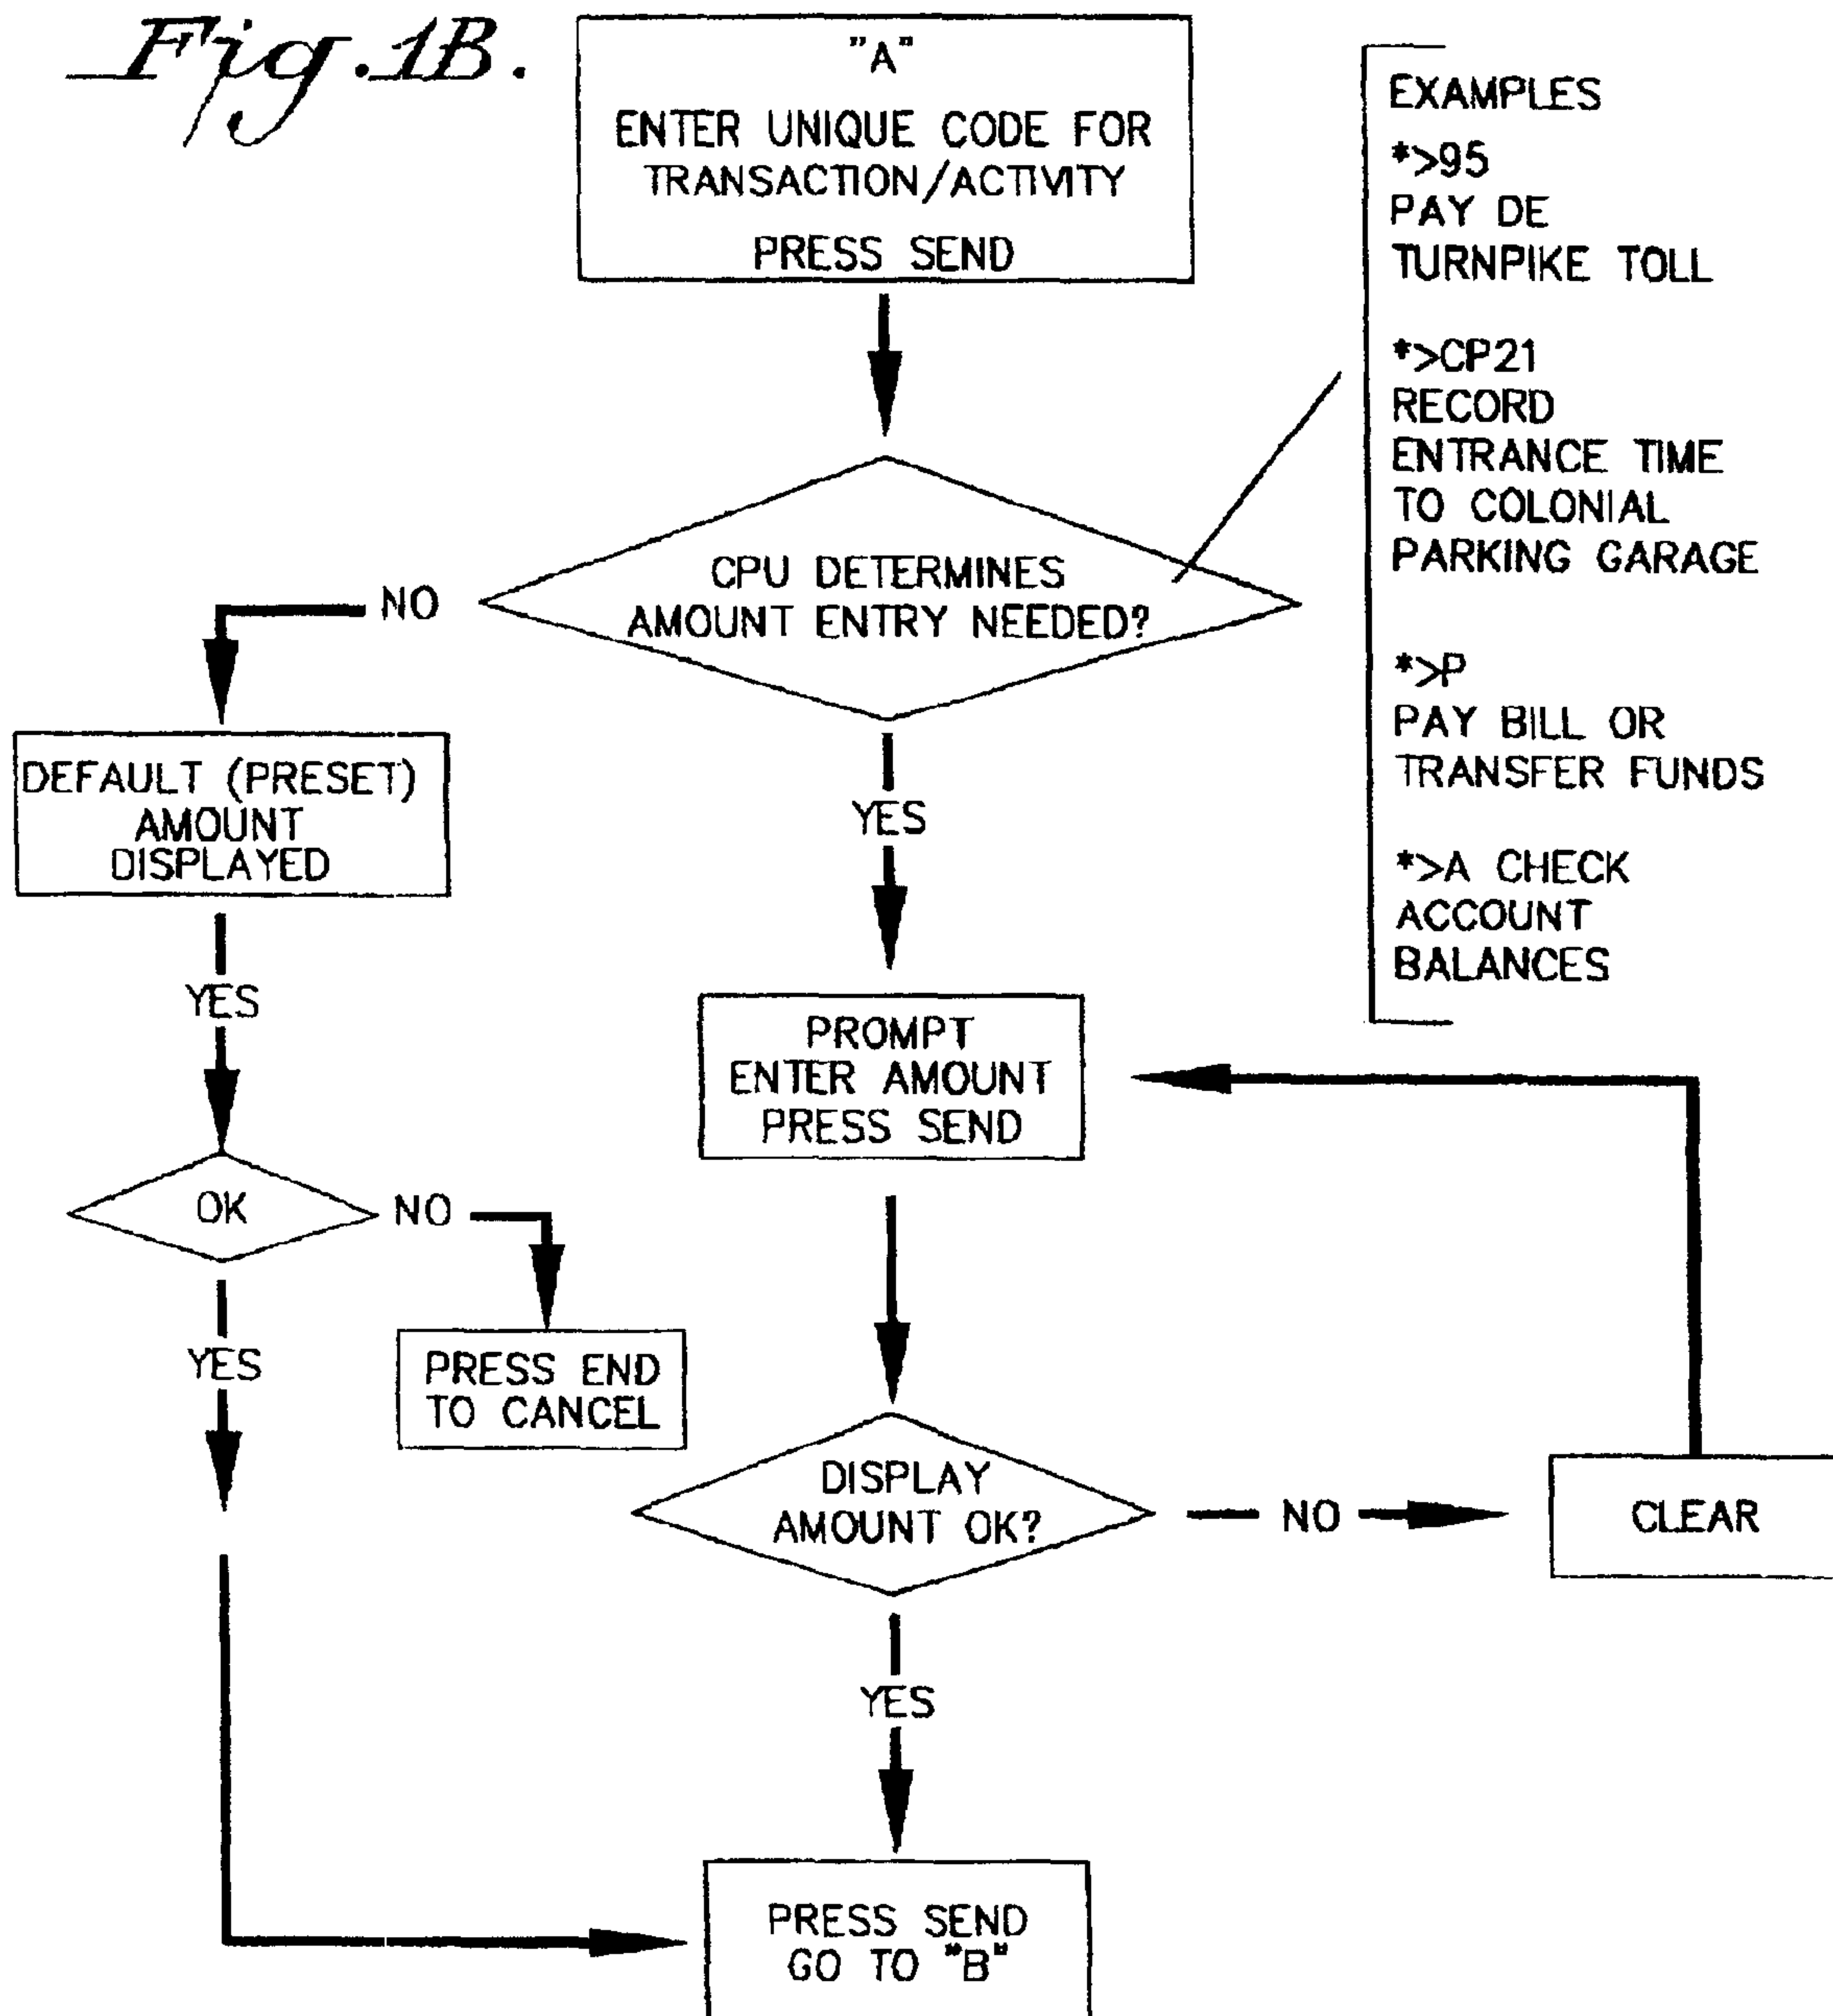 Fig. 1B.
"A"
ENTER UNIQUE CODE FOR
TRANSACTION/ACTIVITY
PRESS SEND
EXAMPLES
*>95
PAY DE
TURNPIKE TOLL
*>CP21
RECORD
ENTRANCE TIME
TO COLONIAL
PARKING GARAGE
*>P
PAY BILL OR
TRANSFER FUNDS
*>A CHECK
ACCOUNT
BALANCES
CPU DETERMINES
AMOUNT ENTRY NEEDED?
NO
DEFAULT (PRESET)
AMOUNT
DISPLAYED
YES
YES
PROMPT
ENTER AMOUNT
PRESS SEND
OK
NO
YES
PRESS END
TO CANCEL
DISPLAY
AMOUNT OK?
NO
CLEAR
YES
PRESS SEND
GO TO "B"